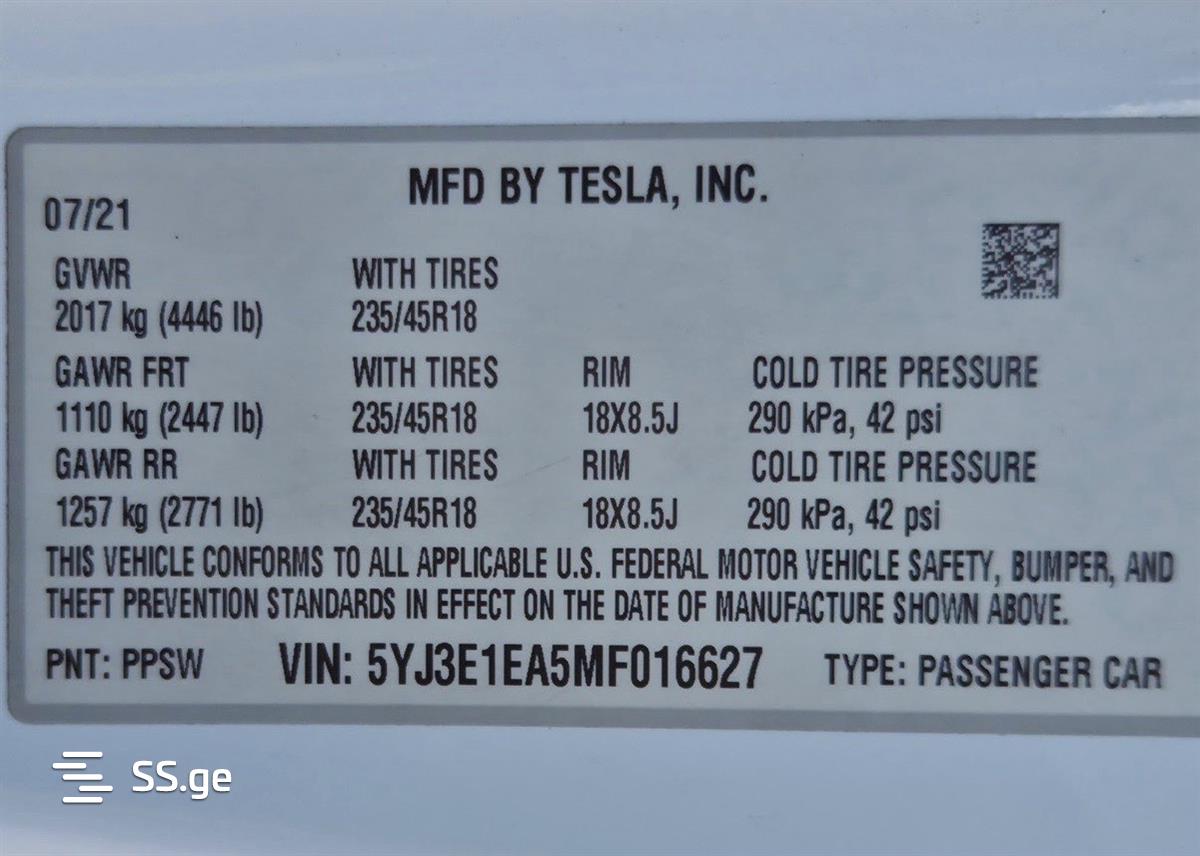 MFD BY TESLA, INC.
07/21
GVWR WITH TIRES
2017 kg (4446 lb) 235/45R18
GAWR FRT WITH TIRES RIM COLD TIRE PRESSURE
1110 kg (2447 lb) 235/45R18 18X8.5J 290 kPa, 42 psi
GAWR RR WITH TIRES RIM COLD TIRE PRESSURE
1257 kg (2771 lb) 235/45R18 18X8.5J 290 kPa, 42 psi
THIS VEHICLE CONFORMS TO ALL APPLICABLE U.S. FEDERAL MOTOR VEHICLE SAFETY, BUMPER, AND
THEFT PREVENTION STANDARDS IN EFFECT ON THE DATE OF MANUFACTURE SHOWN ABOVE.
PNT: PPSW VIN: 5YJ3E1EA5MF016627 TYPE: PASSENGER CAR
SS.ge